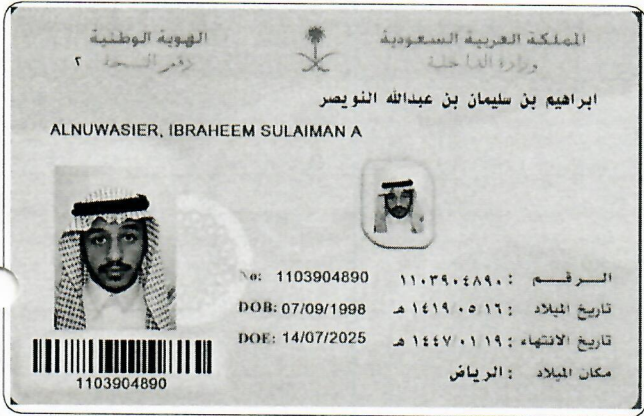 المملكة العربية السعودية
وزارة الداخلية
الهوية الوطنية
رقم النسخة ٢
ابراهيم بن سليمان بن عبدالله النويصر
ALNUWASIER, IBRAHEEM SULAIMAN A
الرقم : ١١٠٣٩٠٤٨٩٠
No: 1103904890
تاريخ الميلاد : ١٤١٩/٠٥/١٦ هـ
DOB: 07/09/1998
تاريخ الانتهاء : ١٤٤٧/٠١/١٩ هـ
DOE: 14/07/2025
مكان الميلاد : الرياض
1103904890